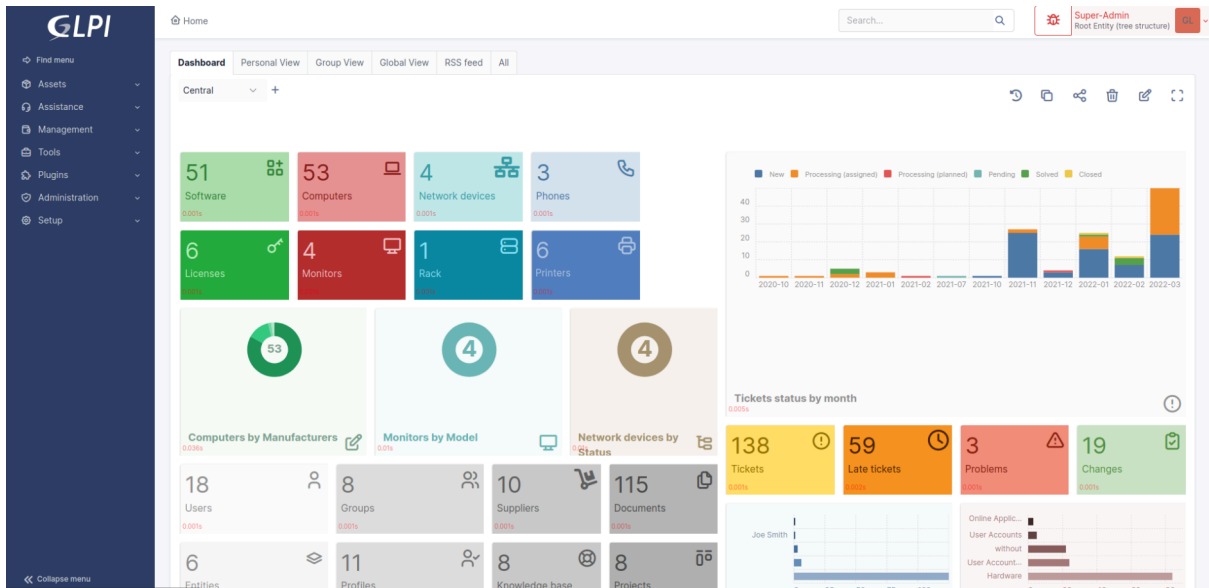 GLPI
Home
Search...
Super-Admin
Root Entity (tree structure)
GL
Find menu
Assets
Assistance
Management
Tools
Plugins
Administration
Setup
Collapse menu
Dashboard
Personal View
Group View
Global View
RSS feed
All
Central
51
Software
0.001s
53
Computers
0.001s
4
Network devices
0.001s
3
Phones
0.001s
6
Licenses
4
Monitors
1
Rack
6
Printers
53
Computers by Manufacturers
0.038s
4
Monitors by Model
0.01s
4
Network devices by
Status
New Processing (assigned) Processing (planned) Pending Solved Closed
40
30
20
10
0
2020-10 2020-11 2020-12 2021-01 2021-02 2021-07 2021-10 2021-11 2021-12 2022-01 2022-02 2022-03
Tickets status by month
0.005s
138
Tickets
0.001s
59
Late tickets
0.002s
3
Problems
0.001s
19
Changes
0.001s
18
Users
0.001s
8
Groups
0.001s
10
Suppliers
0.001s
115
Documents
0.001s
6
Entities
11
Profiles
8
Knowledge base
8
Projects
Joe Smith
Online Applic...
User Accounts
without
User Account...
Hardware